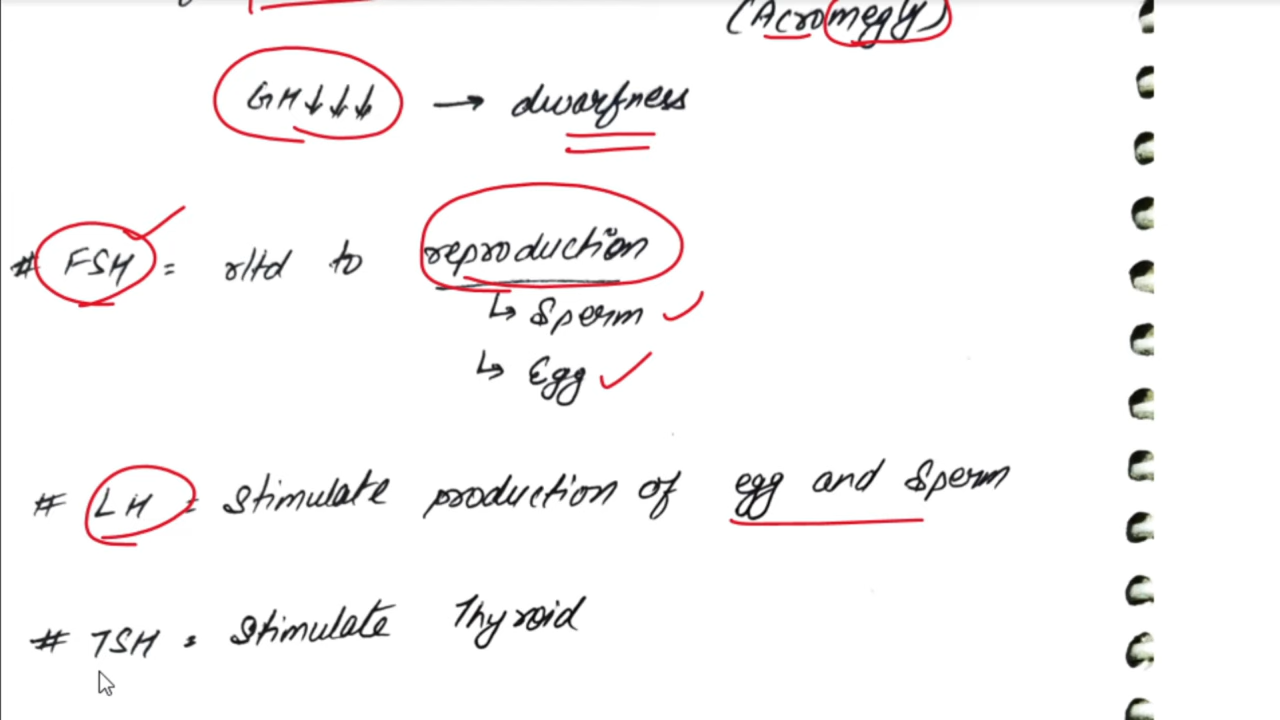 (Acromegly)
GH↓↓↓ → dwarfness
# FSH = rltd to reproduction
↳ Sperm
↳ Egg
# LH = Stimulate production of egg and Sperm
# TSH = Stimulate Thyroid